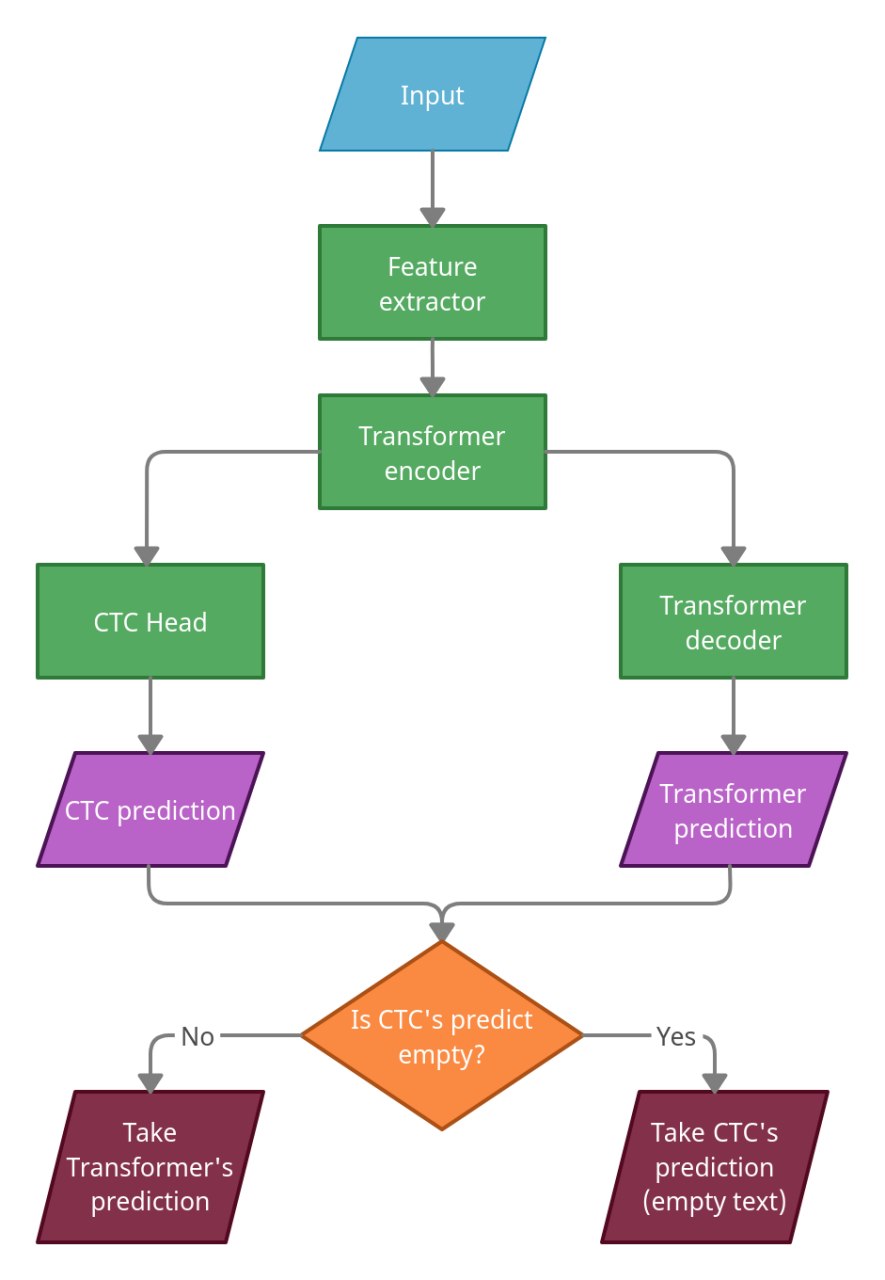 Input
Feature
extractor
Transformer
encoder
CTC Head
Transformer
decoder
CTC prediction
Transformer
prediction
Is CTC's predict
empty?
No
Yes
Take
Transformer's
prediction
Take CTC's
prediction
(empty text)